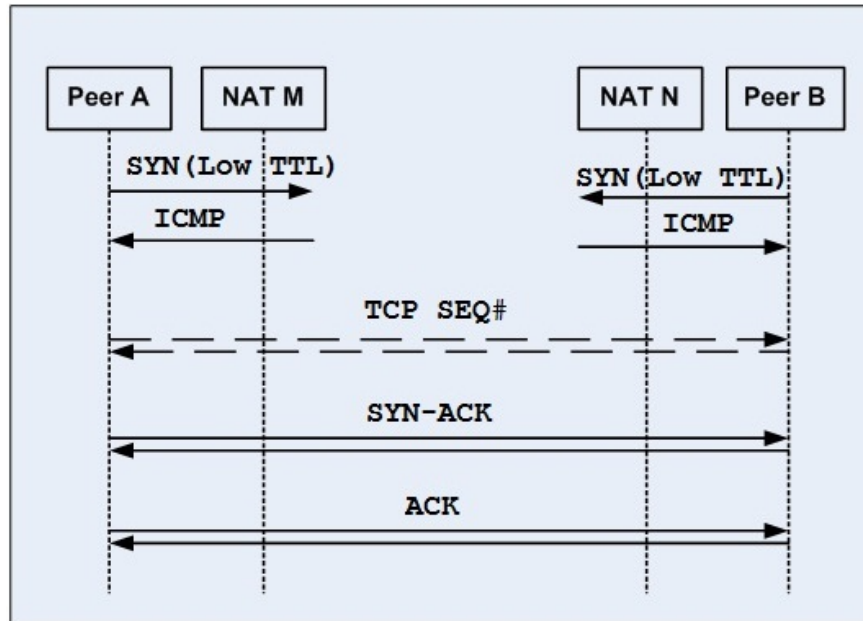 Peer A
NAT M
NAT N
Peer B
SYN(Low TTL)
SYN(Low TTL)
ICMP
ICMP
TCP SEQ#
SYN-ACK
ACK